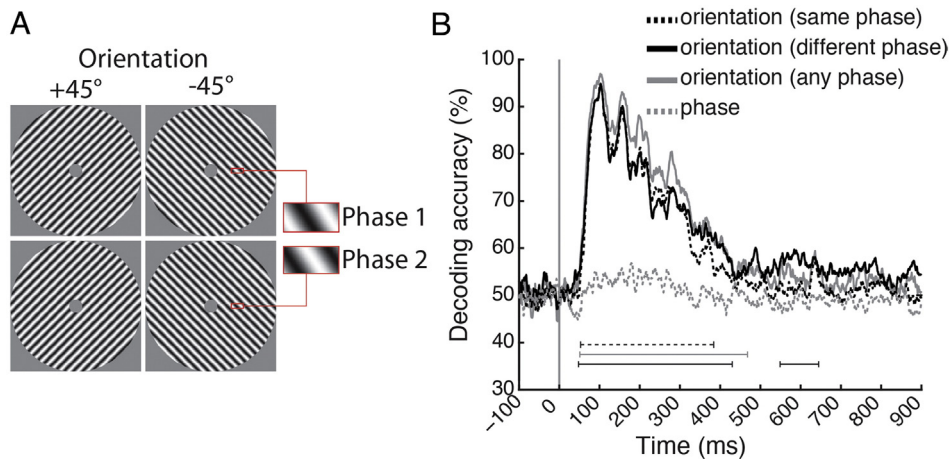 A
Orientation
+45°
-45°
Phase 1
Phase 2
B
orientation (same phase)
orientation (different phase)
orientation (any phase)
phase
Decoding accuracy (%)
100
90
80
70
60
50
40
30
-100
0
100
200
300
400
500
600
700
800
900
Time (ms)